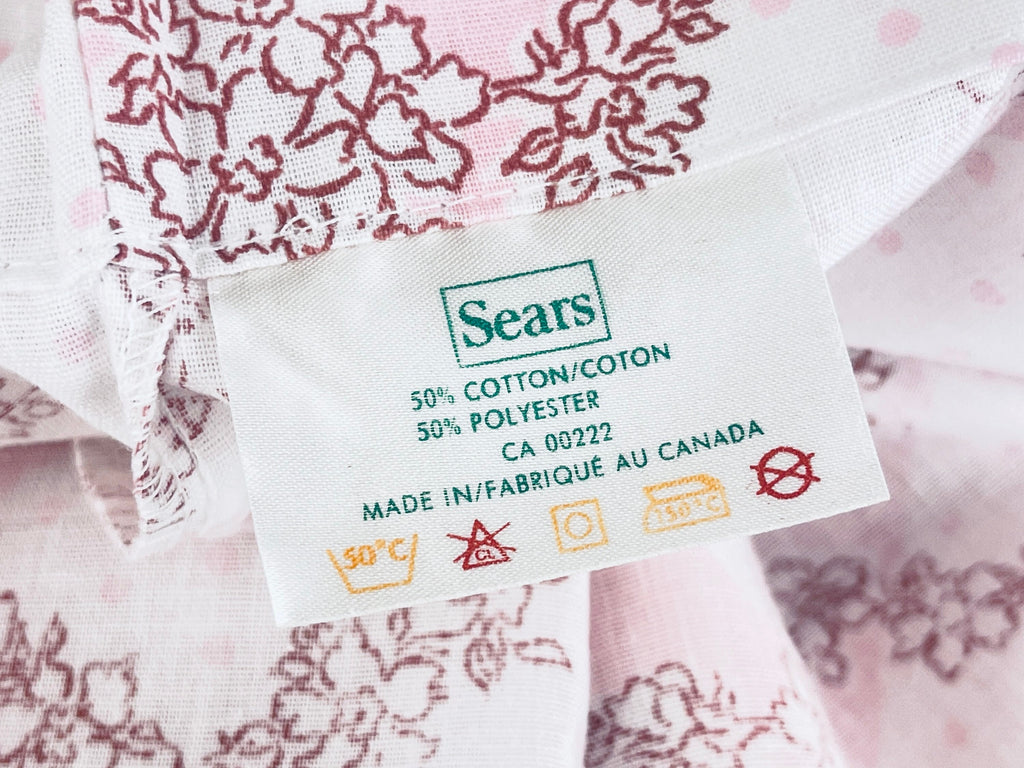 Sears
50% COTTON/COTON
50% POLYESTER
CA 00222
MADE IN/FABRIQUÉ AU CANADA
50°C CL 150°C